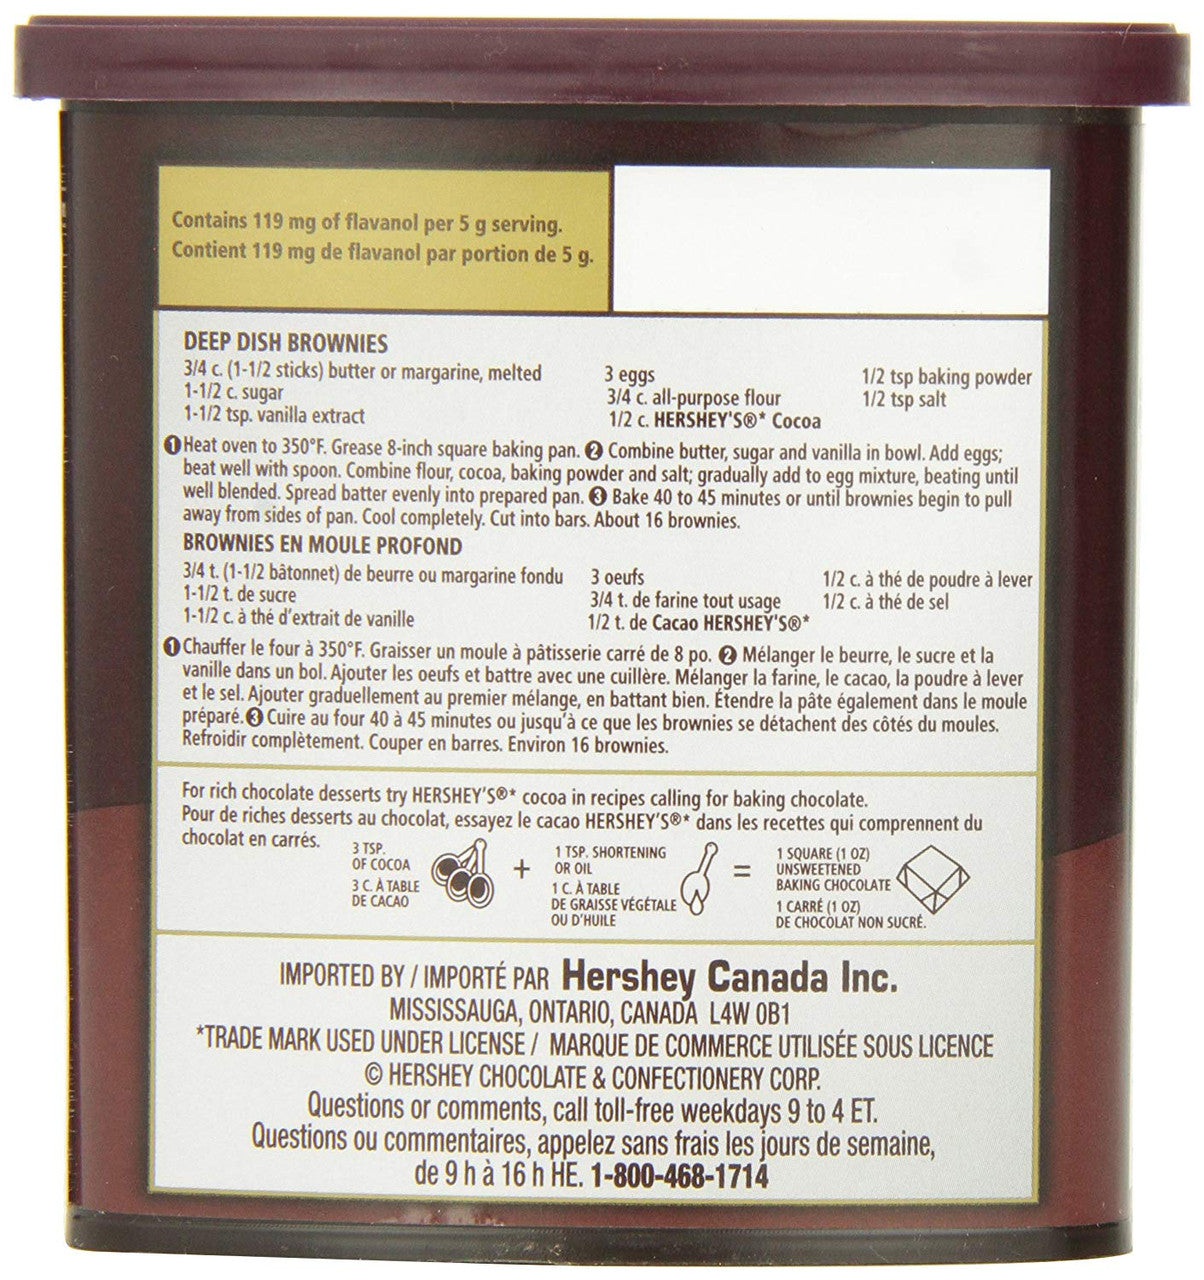 Contains 119 mg of flavanol per 5 g serving.
Contient 119 mg de flavanol par portion de 5 g.
DEEP DISH BROWNIES
3/4 c. (1-1/2 sticks) butter or margarine, melted
1-1/2 c. sugar
1-1/2 tsp. vanilla extract
3 eggs
3/4 c. all-purpose flour
1/2 c. HERSHEY'S®* Cocoa
1/2 tsp baking powder
1/2 tsp salt
❶ Heat oven to 350°F. Grease 8-inch square baking pan. ❷ Combine butter, sugar and vanilla in bowl. Add eggs;
beat well with spoon. Combine flour, cocoa, baking powder and salt; gradually add to egg mixture, beating until
well blended. Spread batter evenly into prepared pan. ❸ Bake 40 to 45 minutes or until brownies begin to pull
away from sides of pan. Cool completely. Cut into bars. About 16 brownies.
BROWNIES EN MOULE PROFOND
3/4 t. (1-1/2 bâtonnet) de beurre ou margarine fondu
1-1/2 t. de sucre
1-1/2 c. à thé d'extrait de vanille
3 oeufs
3/4 t. de farine tout usage
1/2 t. de Cacao HERSHEY'S®*
1/2 c. à thé de poudre à lever
1/2 c. à thé de sel
❶ Chauffer le four à 350°F. Graisser un moule à pâtisserie carré de 8 po. ❷ Mélanger le beurre, le sucre et la
vanille dans un bol. Ajouter les oeufs et battre avec une cuillère. Mélanger la farine, le cacao, la poudre à lever
et le sel. Ajouter graduellement au premier mélange, en battant bien. Étendre la pâte également dans le moule
préparé. ❸ Cuire au four 40 à 45 minutes ou jusqu'à ce que les brownies se détachent des côtés du moules.
Refroidir complètement. Couper en barres. Environ 16 brownies.
For rich chocolate desserts try HERSHEY'S®* cocoa in recipes calling for baking chocolate.
Pour de riches desserts au chocolat, essayez le cacao HERSHEY'S®* dans les recettes qui comprennent du
chocolat en carrés.
3 TSP.
OF COCOA
3 C. À TABLE
DE CACAO
+
1 TSP. SHORTENING
OR OIL
1 C. À TABLE
DE GRAISSE VÉGÉTALE
OU D'HUILE
=
1 SQUARE (1 OZ)
UNSWEETENED
BAKING CHOCOLATE
1 CARRÉ (1 OZ)
DE CHOCOLAT NON SUCRÉ.
IMPORTED BY / IMPORTÉ PAR Hershey Canada Inc.
MISSISSAUGA, ONTARIO, CANADA L4W 0B1
*TRADE MARK USED UNDER LICENSE / MARQUE DE COMMERCE UTILISÉE SOUS LICENCE
© HERSHEY CHOCOLATE & CONFECTIONERY CORP.
Questions or comments, call toll-free weekdays 9 to 4 ET.
Questions ou commentaires, appelez sans frais les jours de semaine,
de 9 h à 16 h HE. 1-800-468-1714